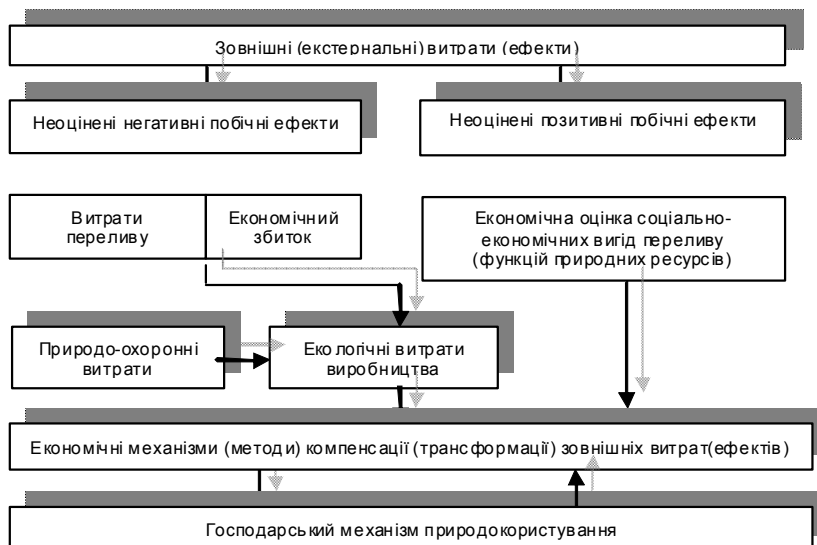 Зовнішні (екстернальні) витрати (ефекти)
Неоцінені негативні побічні ефекти
Неоцінені позитивні побічні ефекти
Витрати
переливу
Економічний
збиток
Економічна оцінка соціально-
економічних вигід переливу
(функцій природних ресурсів)
Природо-охоронні
витрати
Екологічні витрати
виробництва
Економічні механізми (методи) компенсації (трансформації) зовнішніх витрат(ефектів)
Господарський механізм природокористування